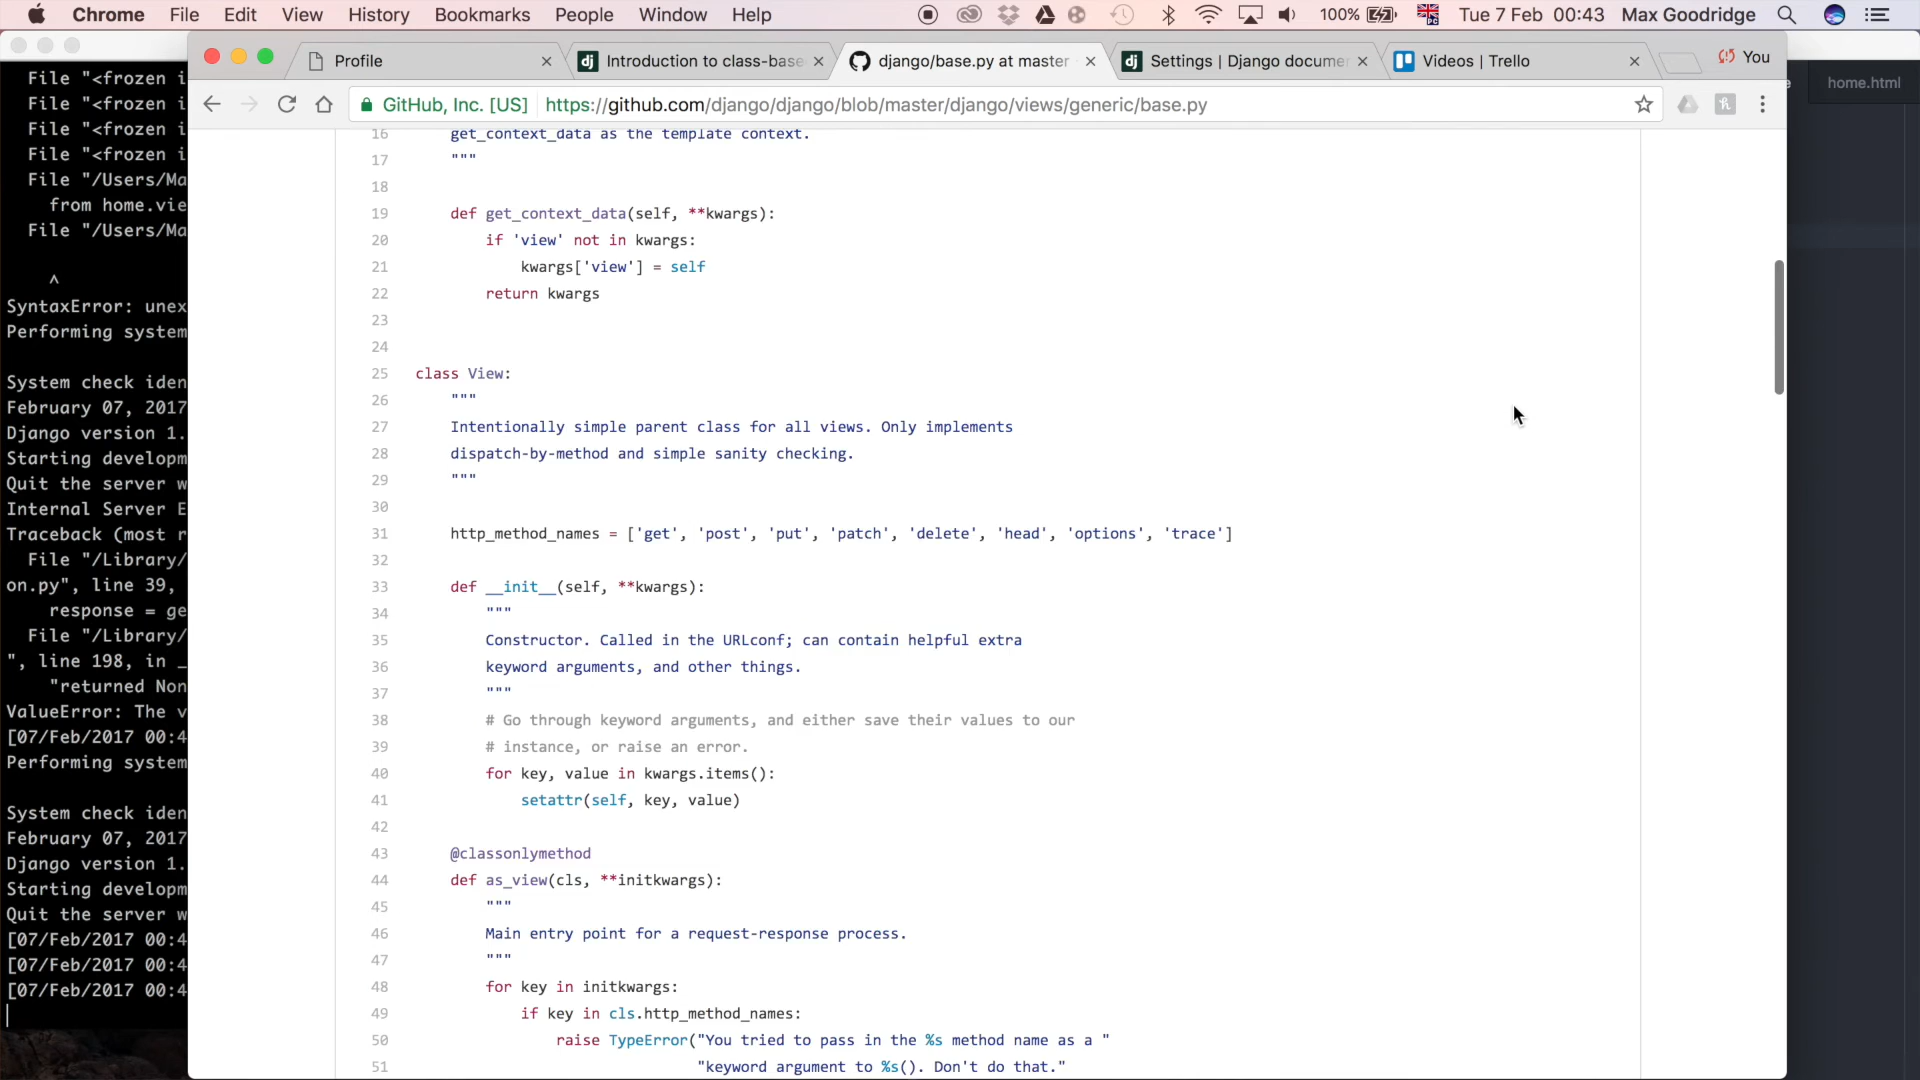 Chrome File Edit View History Bookmarks People Window Help 100% Tue 7 Feb 00:43 Max Goodridge
Profile
Introduction to class-base
django/base.py at master
Settings | Django docume
Videos | Trello
You
GitHub, Inc. [US] https://github.com/django/django/blob/master/django/views/generic/base.py
home.html
File "<frozen i
File "<frozen i
File "<frozen i
File "<frozen i
File "/Users/Ma
from home.vie
File "/Users/Ma
^
SyntaxError: unex
Performing system
System check iden
February 07, 2017
Django version 1.
Starting developm
Quit the server w
Internal Server E
Traceback (most r
File "/Library/
on.py", line 39,
response = ge
File "/Library/
", line 198, in _
"returned Non
ValueError: The v
[07/Feb/2017 00:4
Performing system
System check iden
February 07, 2017
Django version 1.
Starting developm
Quit the server w
[07/Feb/2017 00:4
[07/Feb/2017 00:4
[07/Feb/2017 00:4
16 get_context_data as the template context.
17 """
18
19 def get_context_data(self, **kwargs):
20 if 'view' not in kwargs:
21 kwargs['view'] = self
22 return kwargs
23
24
25 class View:
26 """
27 Intentionally simple parent class for all views. Only implements
28 dispatch-by-method and simple sanity checking.
29 """
30
31 http_method_names = ['get', 'post', 'put', 'patch', 'delete', 'head', 'options', 'trace']
32
33 def __init__(self, **kwargs):
34 """
35 Constructor. Called in the URLconf; can contain helpful extra
36 keyword arguments, and other things.
37 """
38 # Go through keyword arguments, and either save their values to our
39 # instance, or raise an error.
40 for key, value in kwargs.items():
41 setattr(self, key, value)
42
43 @classonlymethod
44 def as_view(cls, **initkwargs):
45 """
46 Main entry point for a request-response process.
47 """
48 for key in initkwargs:
49 if key in cls.http_method_names:
50 raise TypeError("You tried to pass in the %s method name as a "
51 "keyword argument to %s(). Don't do that."